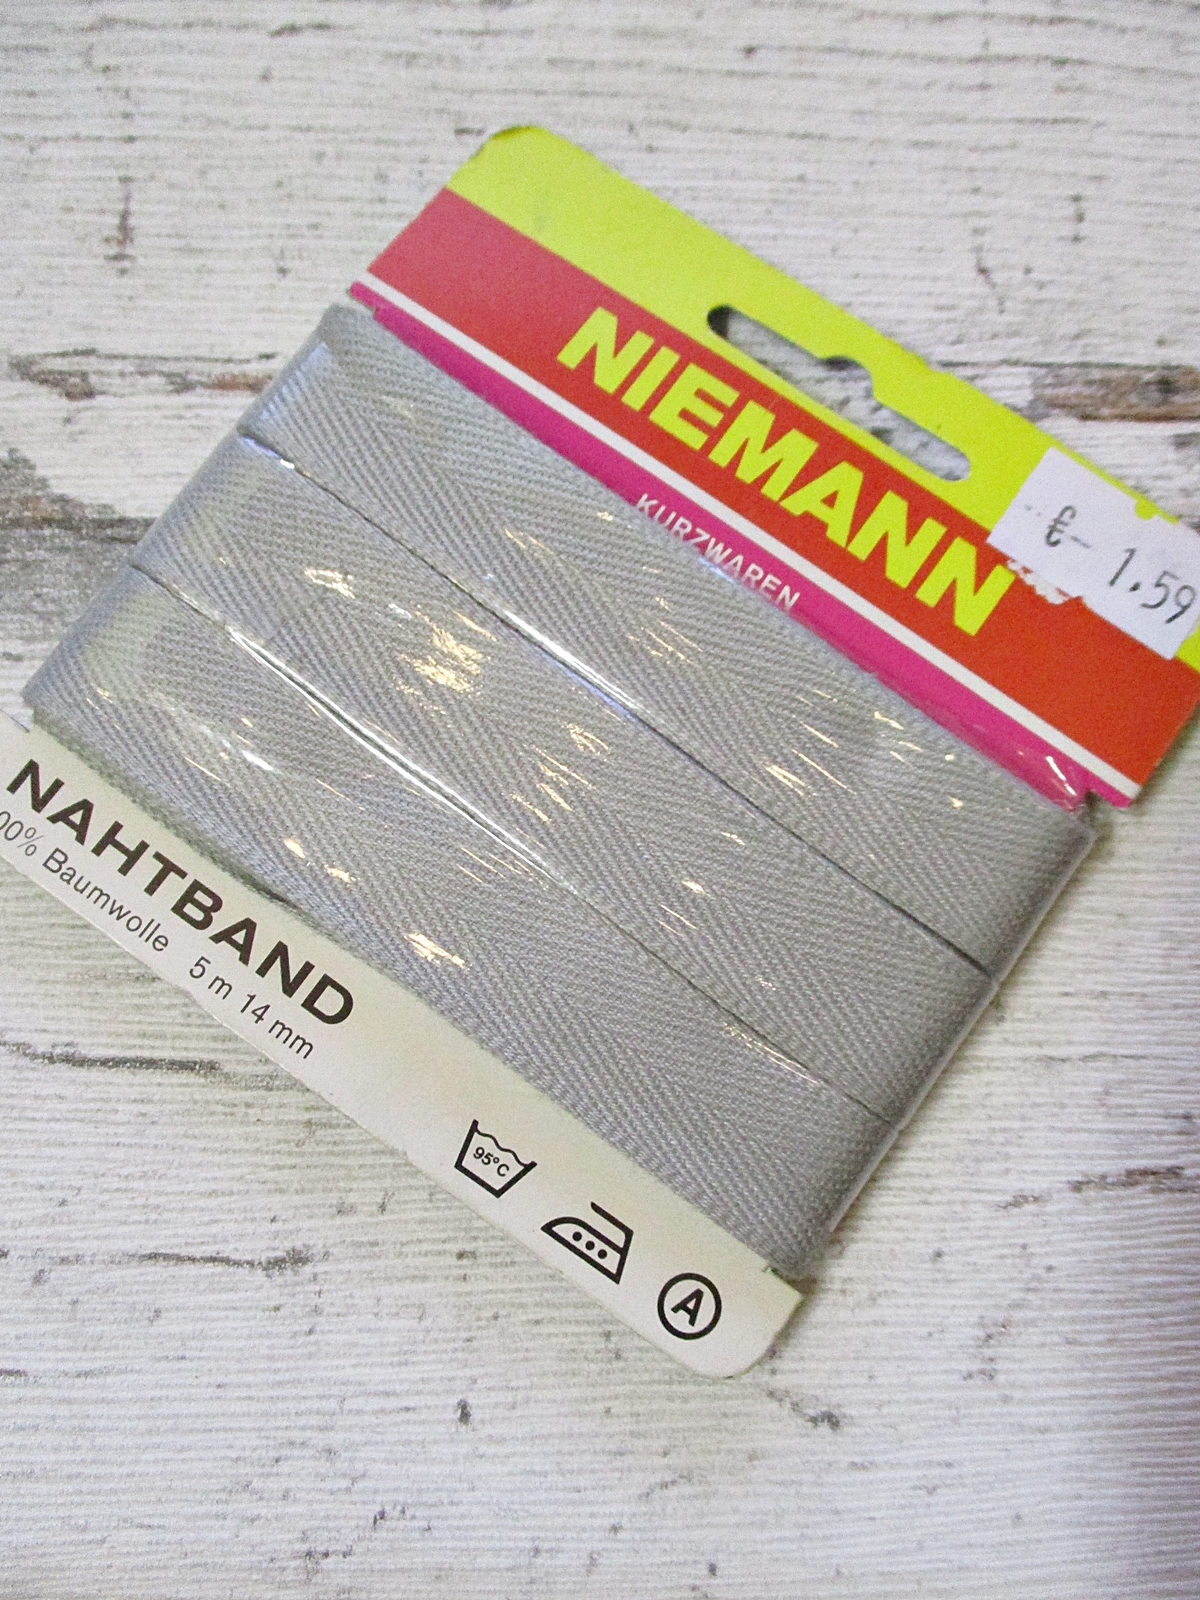 NIEMANN
KURZWAREN
€- 1.59
NAHTBAND
00% Baumwolle 5 m 14 mm
95°C
A